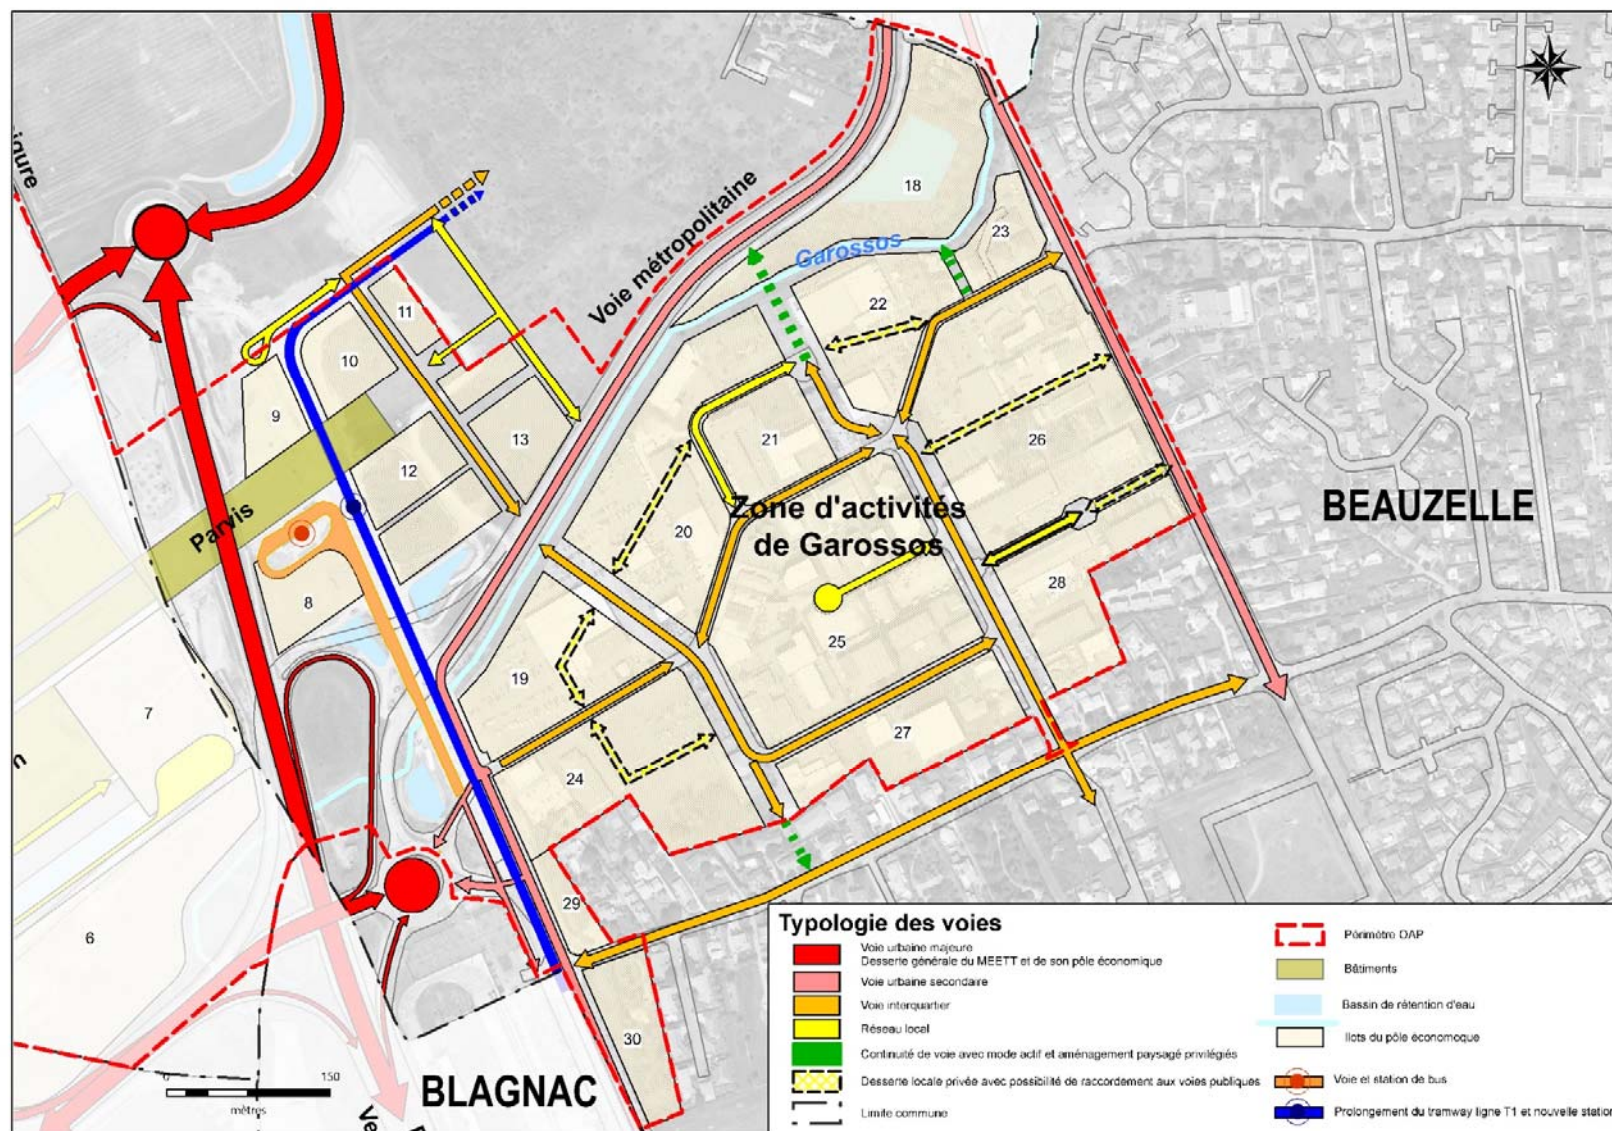 igure
Voie métropolitaine
Garossos
18
23
11
22
10
9
13
21
26
12
Parvis
20
Zone d'activités
de Garossos
BEAUZELLE
8
28
25
19
7
27
n
24
29
6
30
0 150
mètres
BLAGNAC
Ve
Typologie des voies
Voie urbaine majeure
Desserte générale du MEETT et de son pôle économique
Voie urbaine secondaire
Voie interquartier
Réseau local
Continuité de voie avec mode actif et aménagement paysagé privilégiés
Desserte locale privée avec possibilité de raccordement aux voies publiques
Limite commune
Périmètre OAP
Bâtiments
Bassin de rétention d'eau
Ilots du pôle économoque
Voie et station de bus
Prolongement du tramway ligne T1 et nouvelle station